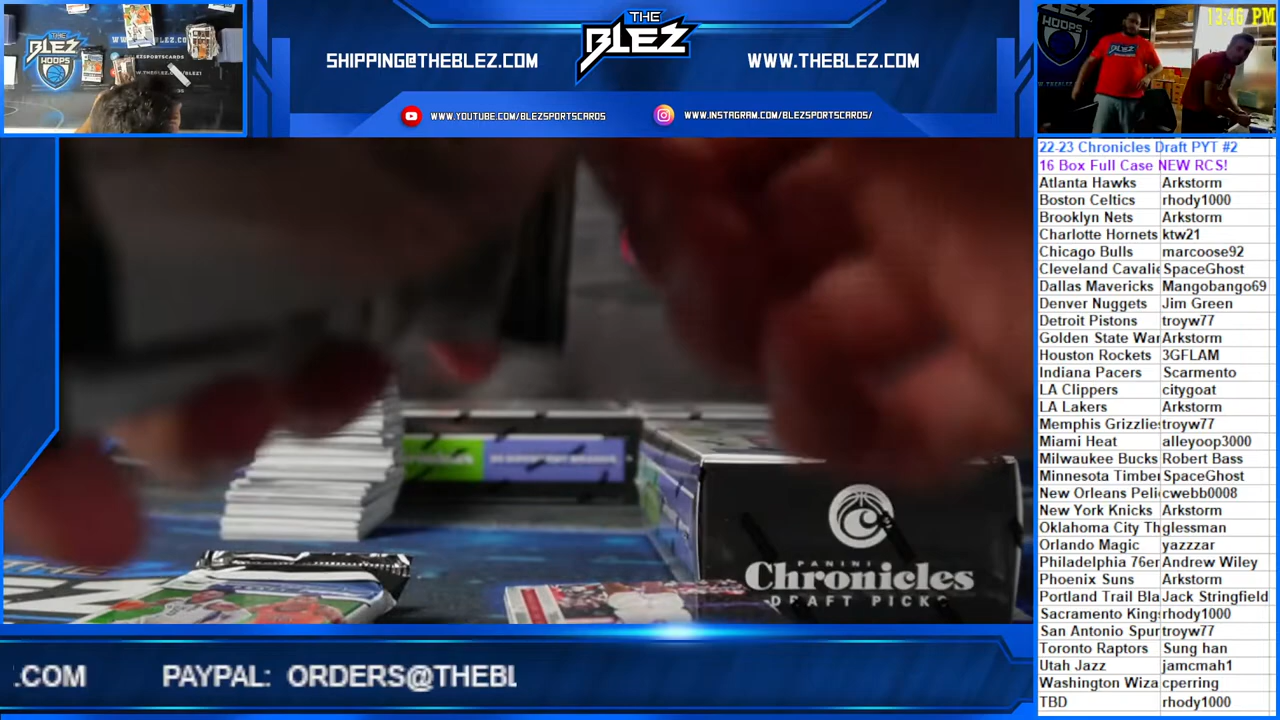 THE
BLEZ
SHIPPING@THEBLEZ.COM
WWW.THEBLEZ.COM
WWW.YOUTUBE.COM/BLEZSPORTSCARDS
WWW.INSTAGRAM.COM/BLEZSPORTSCARDS/
HOOPS
13:46 PM
22-23 Chronicles Draft PYT #2
16 Box Full Case NEW RCS!
Atlanta Hawks Arkstorm
Boston Celtics rhody1000
Brooklyn Nets Arkstorm
Charlotte Hornets ktw21
Chicago Bulls marcoose92
Cleveland Cavalie SpaceGhost
Dallas Mavericks Mangobango69
Denver Nuggets Jim Green
Detroit Pistons troyw77
Golden State War Arkstorm
Houston Rockets 3GFLAM
Indiana Pacers Scarmento
LA Clippers citygoat
LA Lakers Arkstorm
Memphis Grizzlies troyw77
Miami Heat alleyoop3000
Milwaukee Bucks Robert Bass
Minnesota Timber SpaceGhost
New Orleans Peli cwebb0008
New York Knicks Arkstorm
Oklahoma City Th glessman
Orlando Magic yazzzar
Philadelphia 76er Andrew Wiley
Phoenix Suns Arkstorm
Portland Trail Bla Jack Stringfield
Sacramento King rhody1000
San Antonio Spur troyw77
Toronto Raptors Sung han
Utah Jazz jamcmah1
Washington Wiza cperring
TBD rhody1000
PANINI
Chronicles
DRAFT PICKS
.COM PAYPAL: ORDERS@THEBL